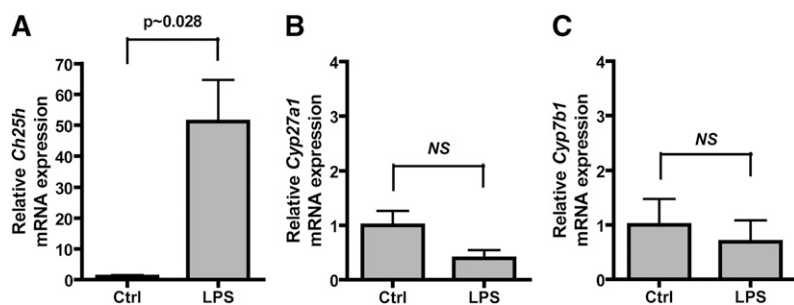 A
p~0.028
Relative Ch25h
mRNA expression
70
60
50
40
30
20
10
0
Ctrl
LPS
B
NS
Relative Cyp27a1
mRNA expression
4
3
2
1
0
Ctrl
LPS
C
NS
Relative Cyp7b1
mRNA expression
4
3
2
1
0
Ctrl
LPS